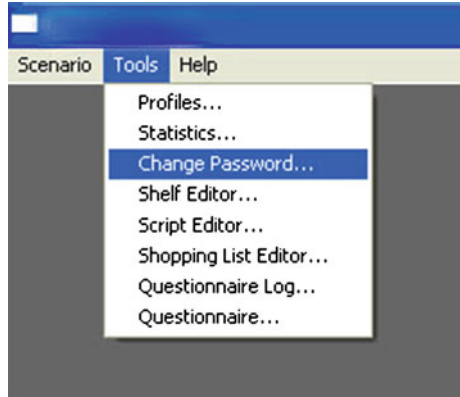 Scenario Tools Help
Profiles...
Statistics...
Change Password...
Shelf Editor...
Script Editor...
Shopping List Editor...
Questionnaire Log...
Questionnaire...